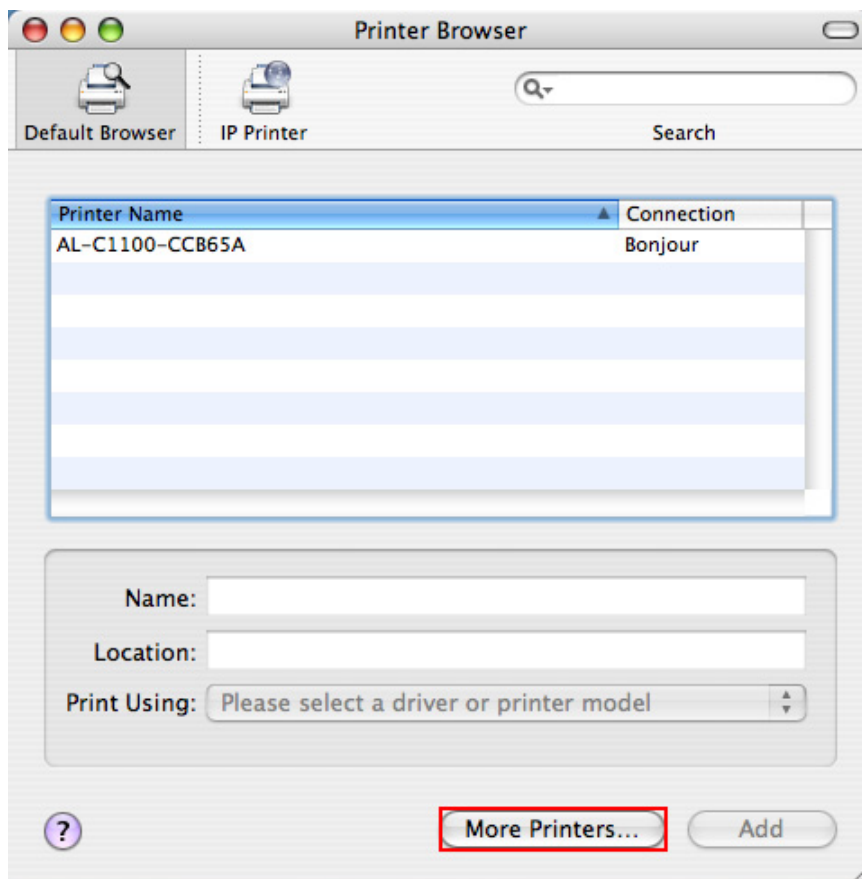 Printer Browser
Default Browser
IP Printer
Search
Printer Name Connection
AL-C1100-CCB65A Bonjour
Name:
Location:
Print Using: Please select a driver or printer model
? More Printers... Add